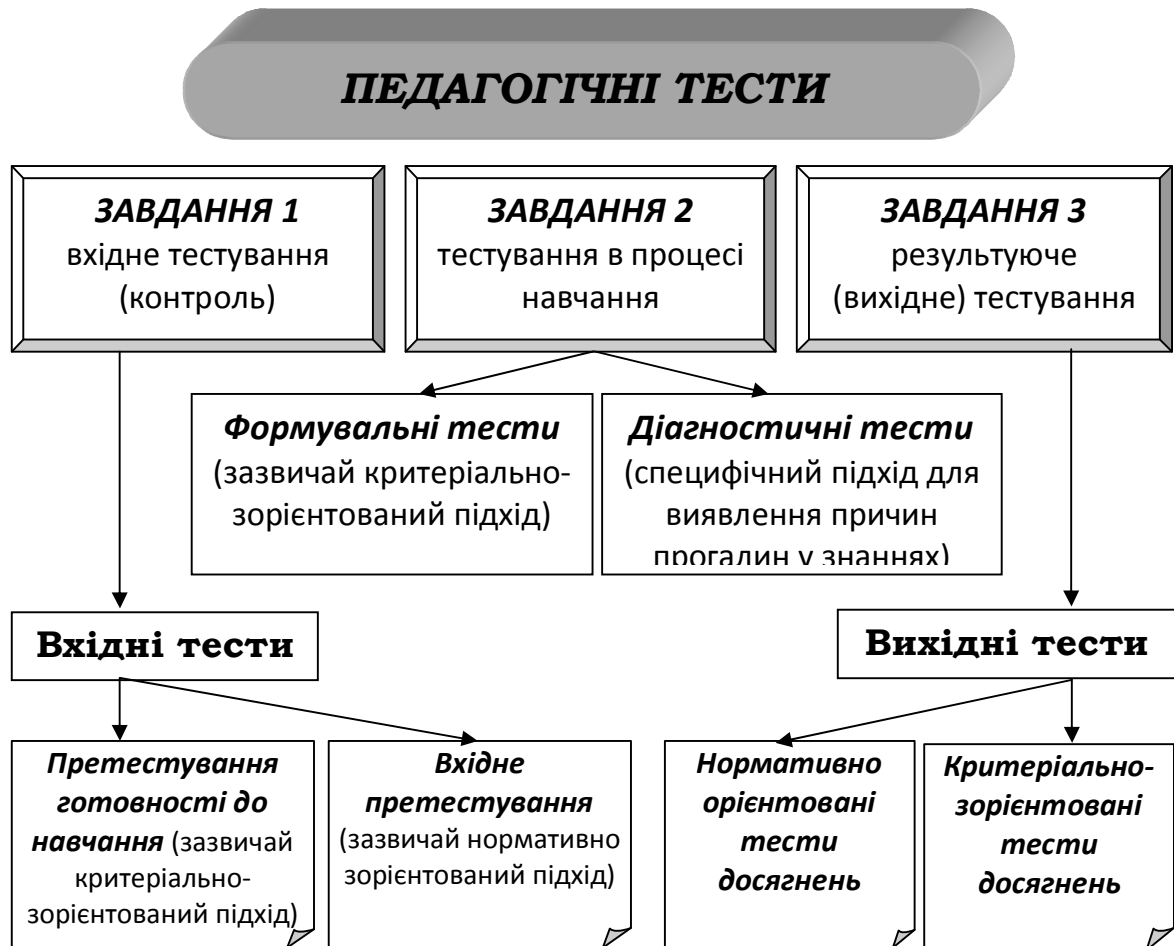 ПЕДАГОГІЧНІ ТЕСТИ
ЗАВДАННЯ 1
вхідне тестування
(контроль)
ЗАВДАННЯ 2
тестування в процесі
навчання
ЗАВДАННЯ 3
результуюче
(вихідне) тестування
Формувальні тести
(зазвичай критеріально-
зорієнтований підхід)
Діагностичні тести
(специфічний підхід для
виявлення причин
прогалин у знаннях)
Вхідні тести
Вихідні тести
Претестування
готовності до
навчання (зазвичай
критеріально-
зорієнтований підхід)
Вхідне
претестування
(зазвичай нормативно
зорієнтований підхід)
Нормативно
орієнтовані
тести
досягнень
Критеріально-
зорієнтовані
тести
досягнень